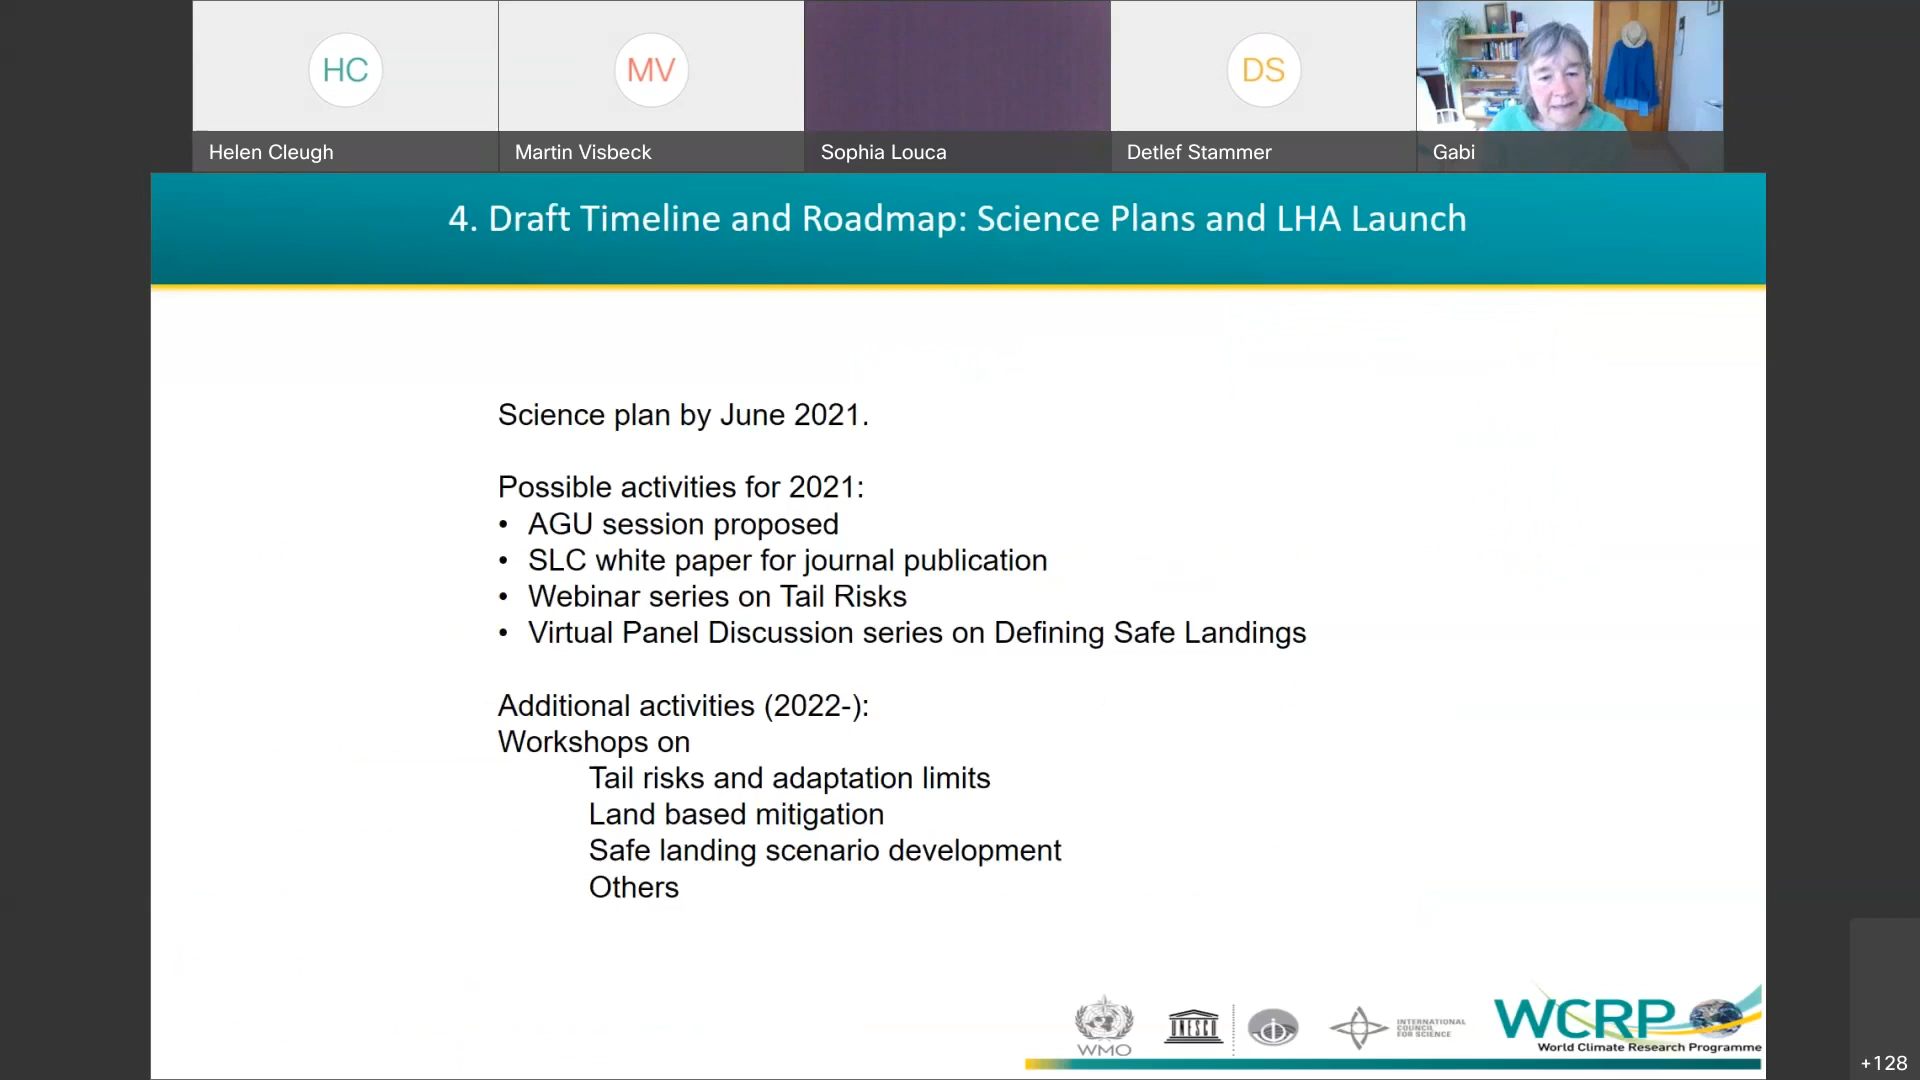 HC
MV
DS
Helen Cleugh
Martin Visbeck
Sophia Louca
Detlef Stammer
Gabi
4. Draft Timeline and Roadmap: Science Plans and LHA Launch
Science plan by June 2021.
Possible activities for 2021:
• AGU session proposed
• SLC white paper for journal publication
• Webinar series on Tail Risks
• Virtual Panel Discussion series on Defining Safe Landings
Additional activities (2022-):
Workshops on
Tail risks and adaptation limits
Land based mitigation
Safe landing scenario development
Others
WMO
UNESCO
INTERNATIONAL
COUNCIL
FOR SCIENCE
WCRP
World Climate Research Programme
+128